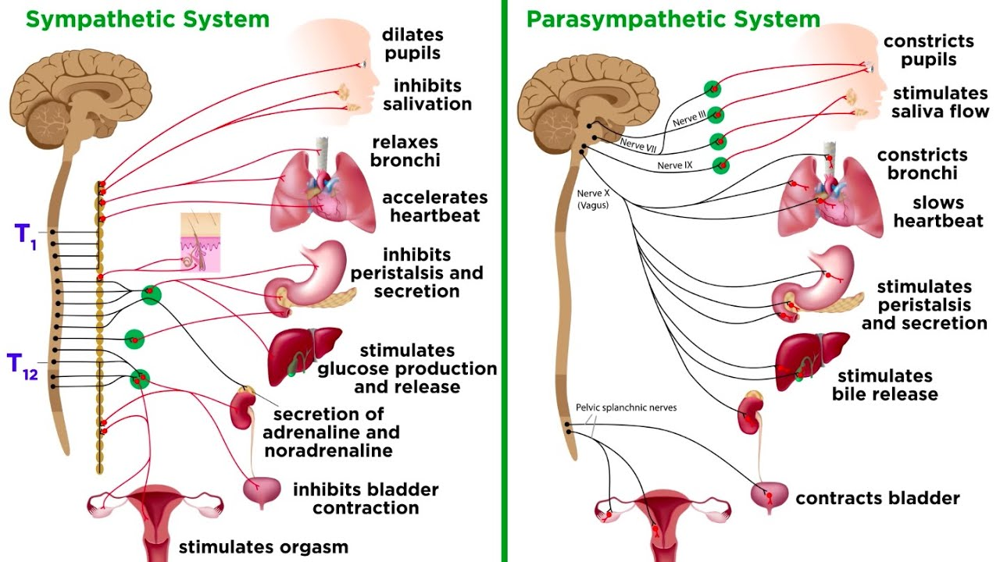 Sympathetic System
dilates
pupils
inhibits
salivation
relaxes
bronchi
accelerates
heartbeat
T1
inhibits
peristalsis and
secretion
T12
stimulates
glucose production
and release
secretion of
adrenaline and
noradrenaline
inhibits bladder
contraction
stimulates orgasm
Parasympathetic System
constricts
pupils
stimulates
saliva flow
Nerve III
Nerve VII
Nerve IX
Nerve X
(Vagus)
constricts
bronchi
slows
heartbeat
stimulates
peristalsis
and secretion
stimulates
bile release
Pelvic splanchnic nerves
contracts bladder